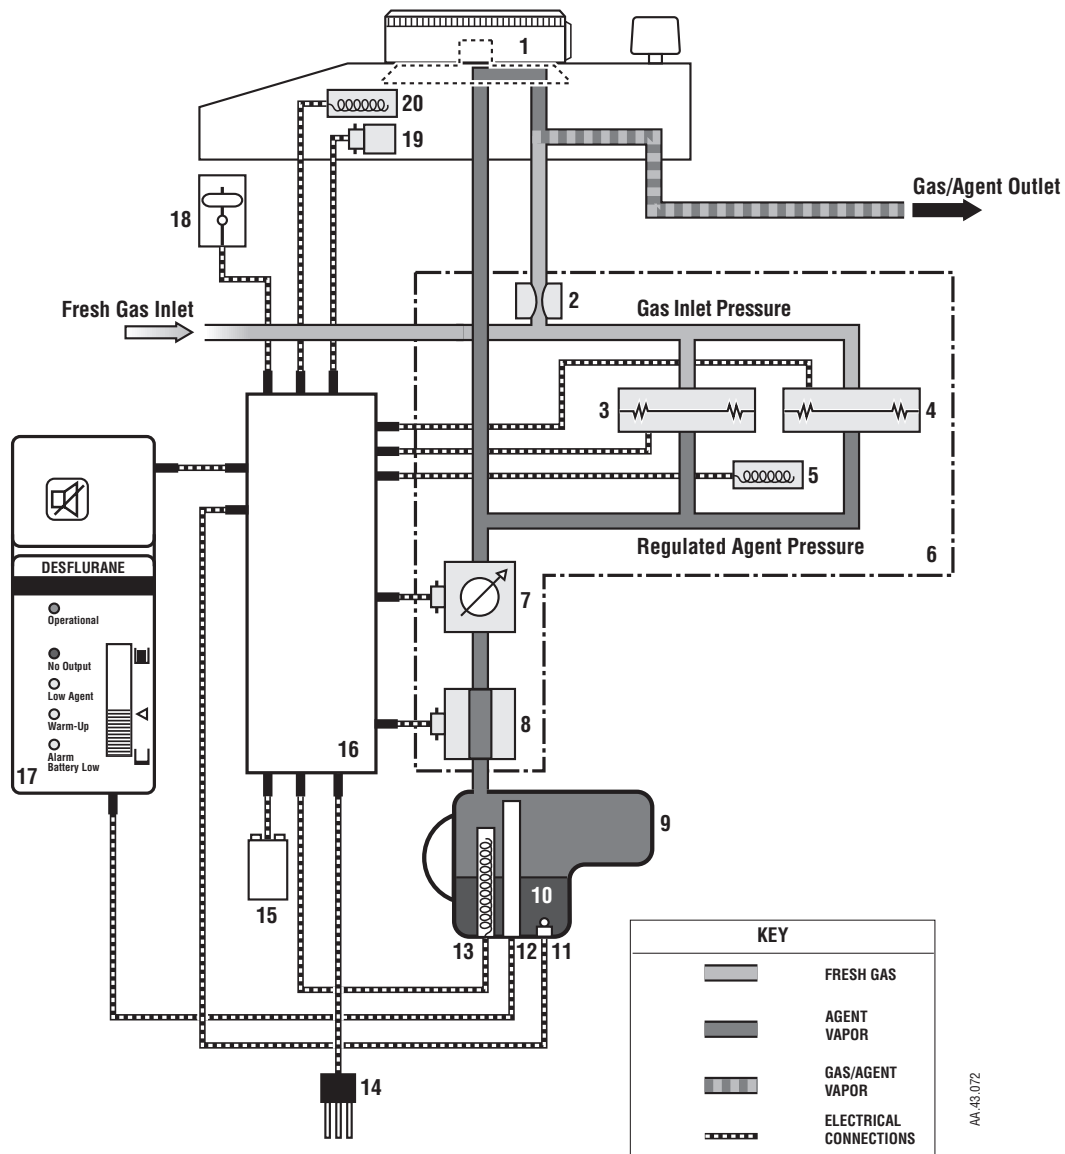 1
20
19
18
Gas/Agent Outlet
2
Fresh Gas Inlet
Gas Inlet Pressure
3
4
5
Regulated Agent Pressure
6
DESFLURANE
Operational
No Output
Low Agent
Warm-Up
Alarm
Battery Low
17
7
8
16
9
10
15
13
12
11
14
KEY
FRESH GAS
AGENT
VAPOR
GAS/AGENT
VAPOR
ELECTRICAL
CONNECTIONS
AA.43.072